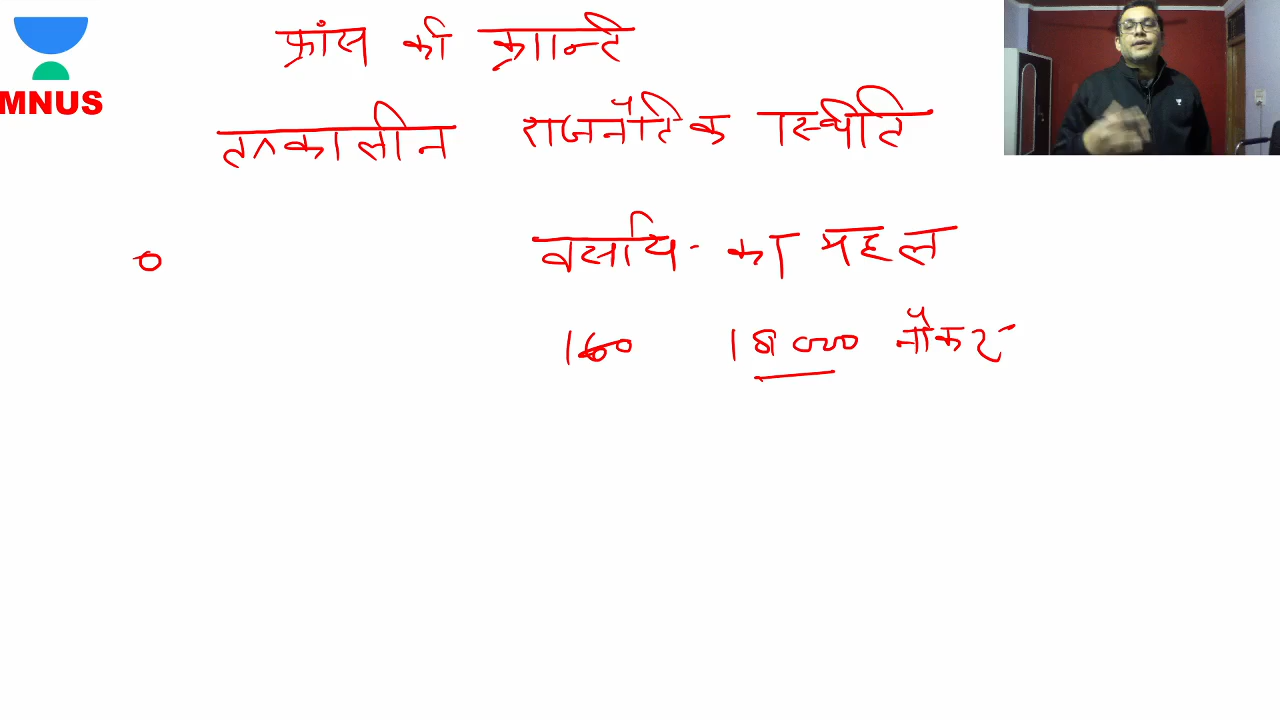 MNUS
फ्रांस की क्रान्ति
तत्कालीन राजनैतिक स्थिति
वर्साय का महल
160 18000 नौकर